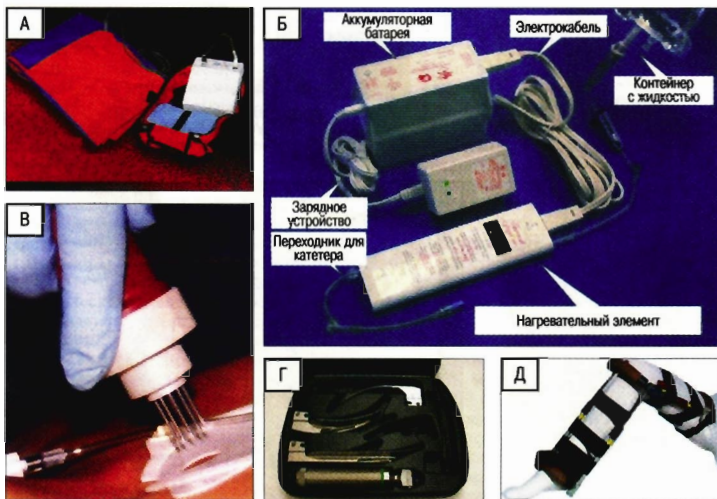 А
Б
Аккумуляторная
батарея
Электрокабель
Контейнер
с жидкостью
Зарядное
устройство
Переходник для
катетера
Нагревательный элемент
В
Г
Д